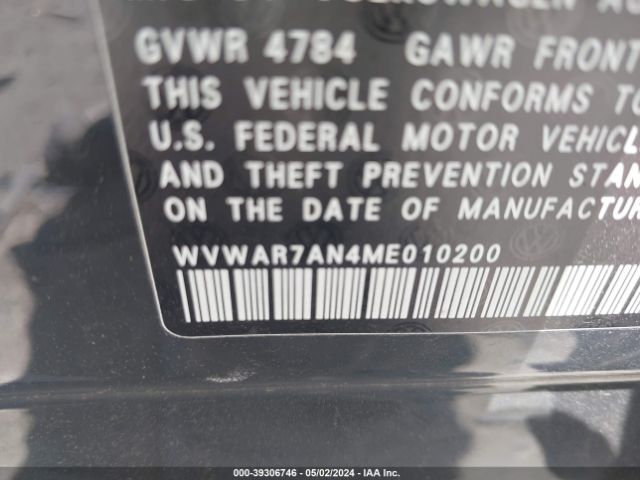 GVWR 4784 GAWR FRONT
THIS VEHICLE CONFORMS TO
U.S. FEDERAL MOTOR VEHICL
AND THEFT PREVENTION STAN
ON THE DATE OF MANUFACTUR
WVWAR7AN4ME010200
000-39306746 - 05/02/2024 - IAA Inc.